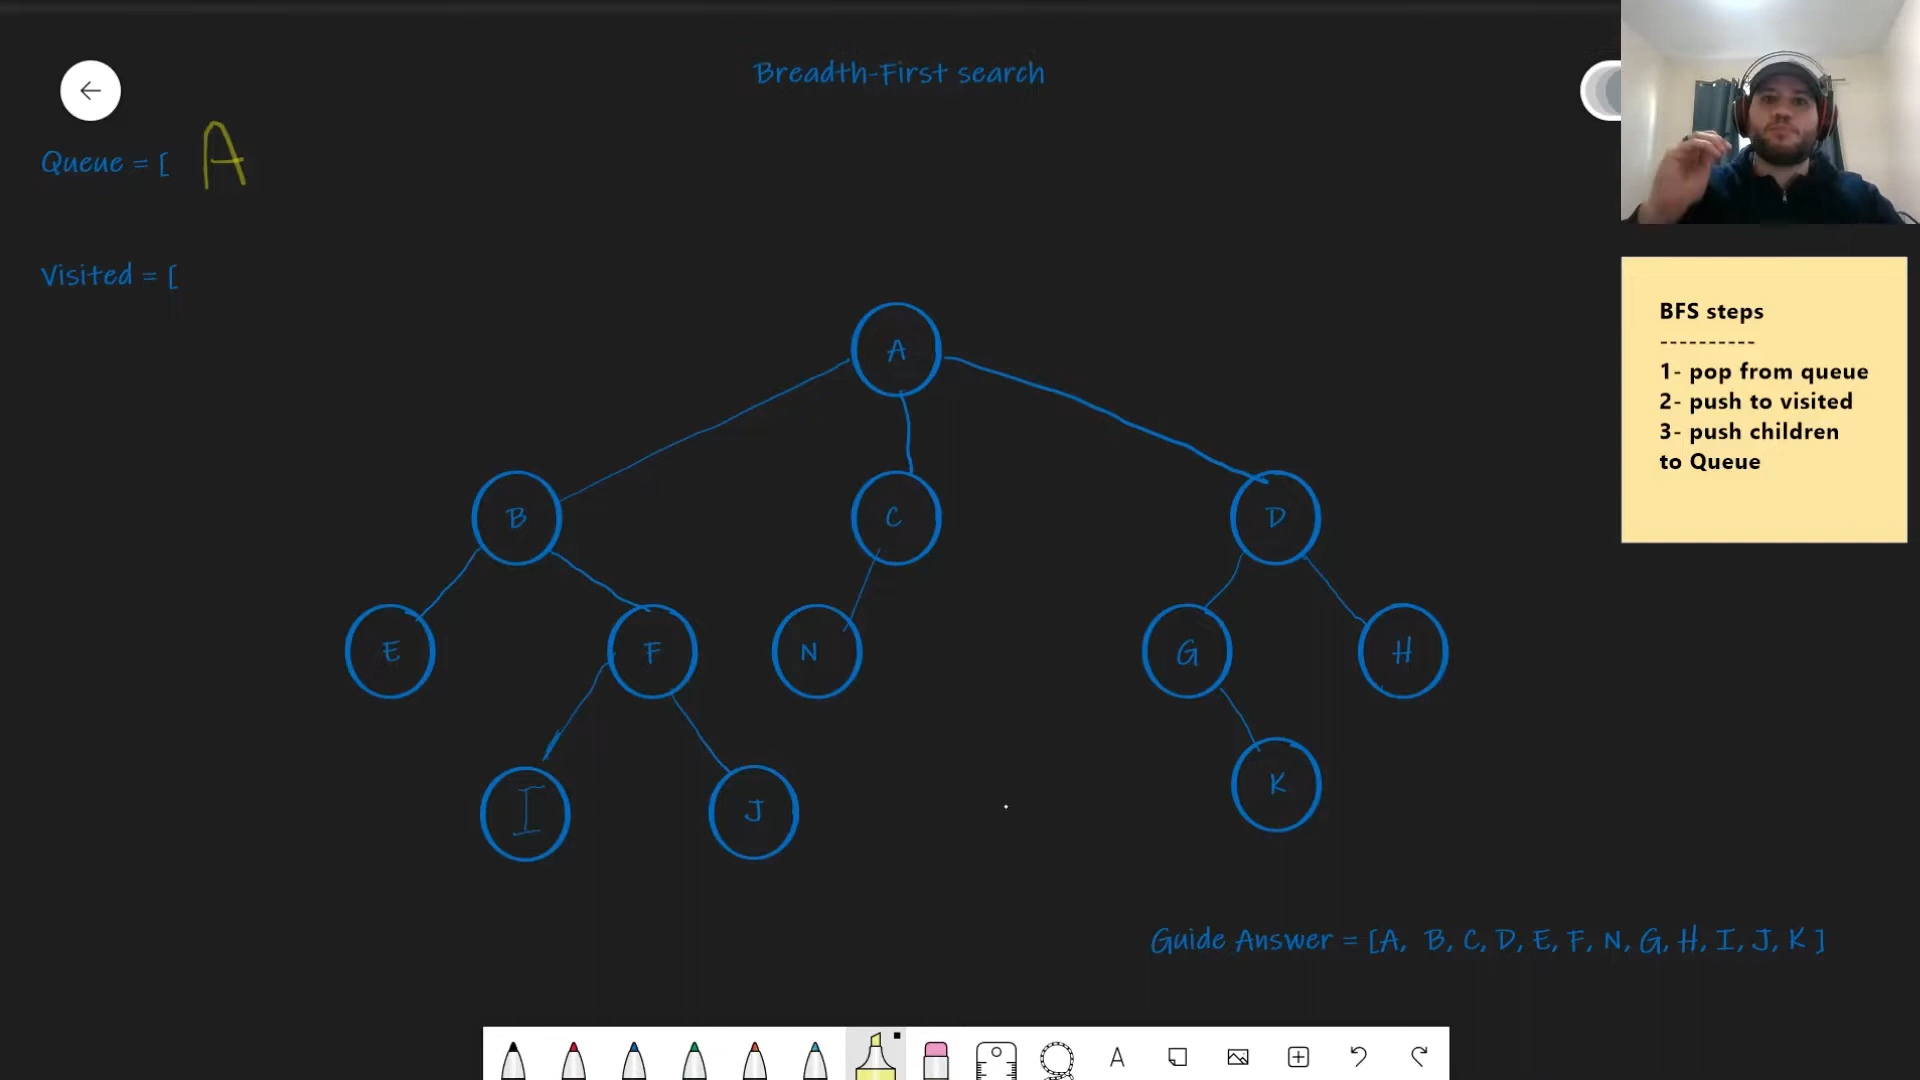 Breadth-First search
Queue = [ A
Visited = [
A
B
C
D
E
F
N
G
H
I
J
K
BFS steps
----------
1- pop from queue
2- push to visited
3- push children
to Queue
Guide Answer = [A, B, C, D, E, F, N, G, H, I, J, K ]
A